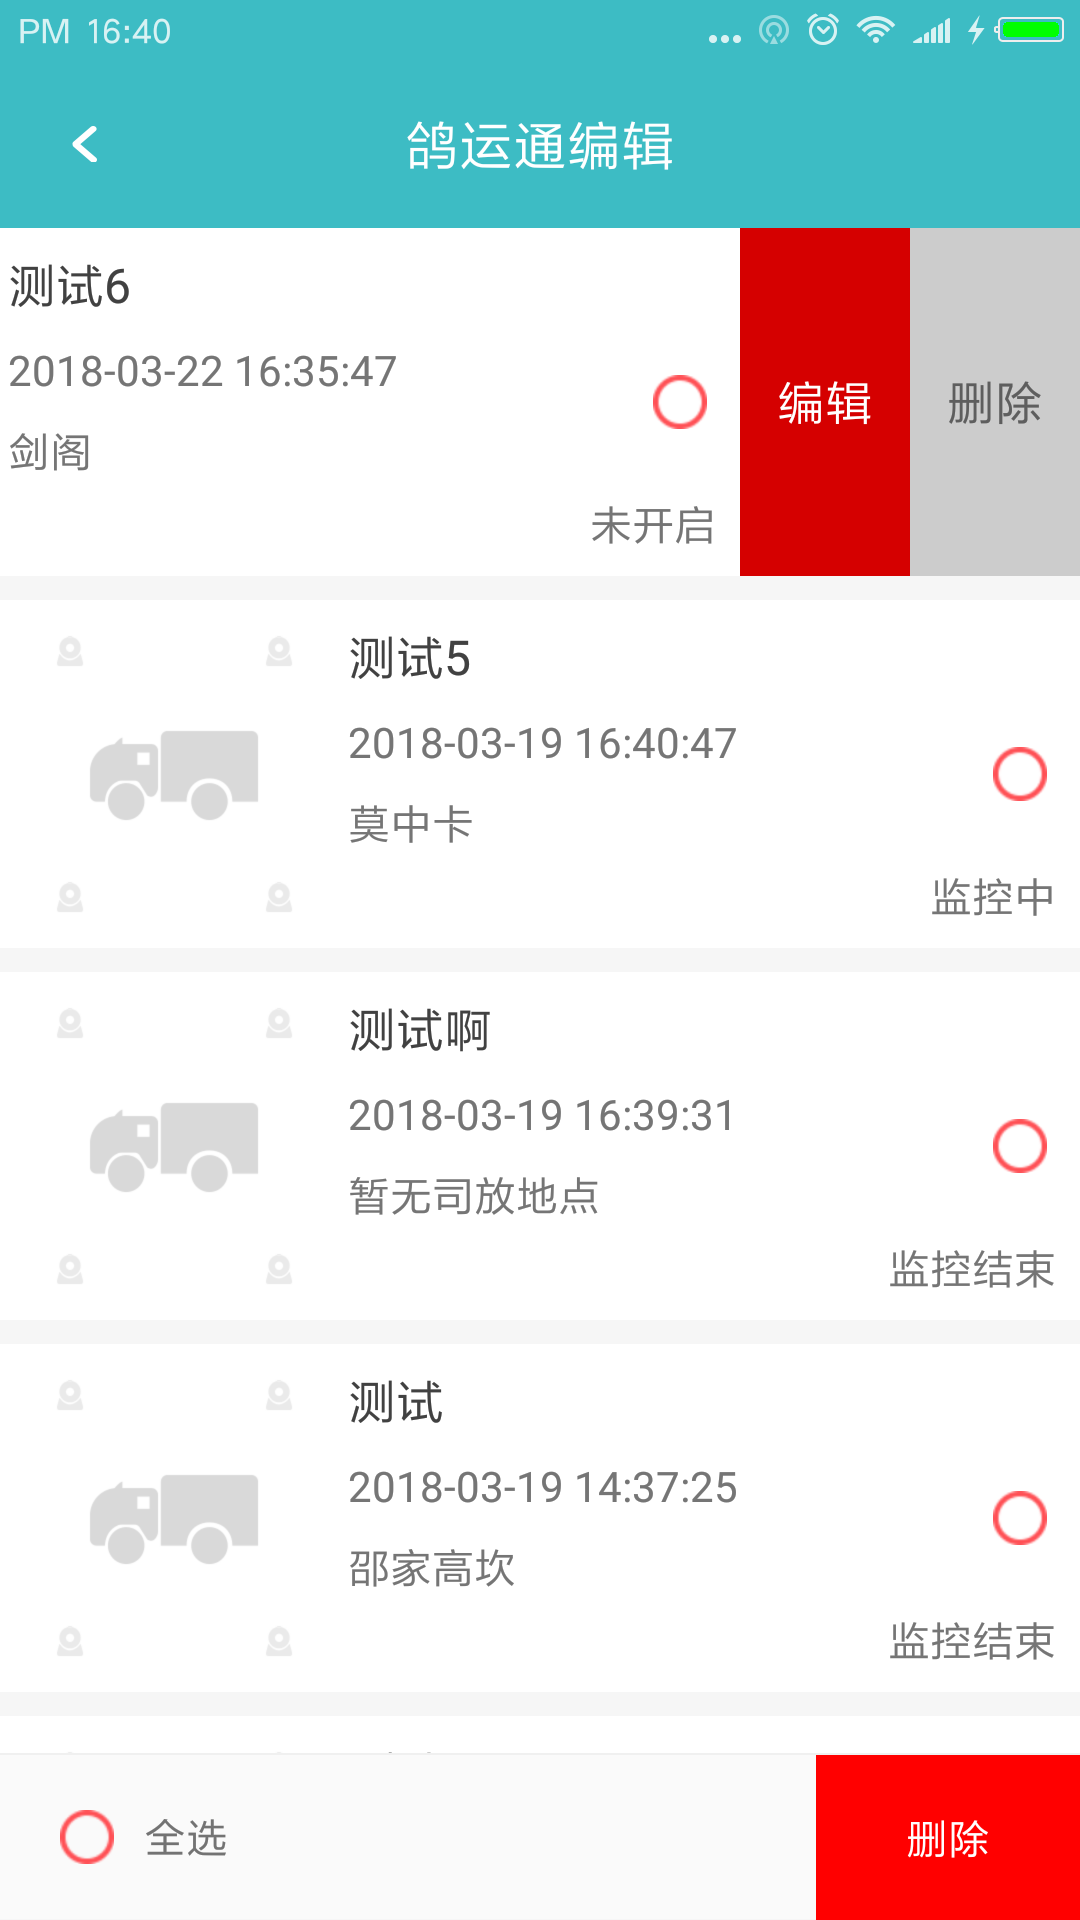 PM 16:40
鸽运通编辑
测试6
2018-03-22 16:35:47
剑阁
未开启
编辑
删除
测试5
2018-03-19 16:40:47
莫中卡
监控中
测试啊
2018-03-19 16:39:31
暂无司放地点
监控结束
测试
2018-03-19 14:37:25
邵家高坎
监控结束
全选
删除